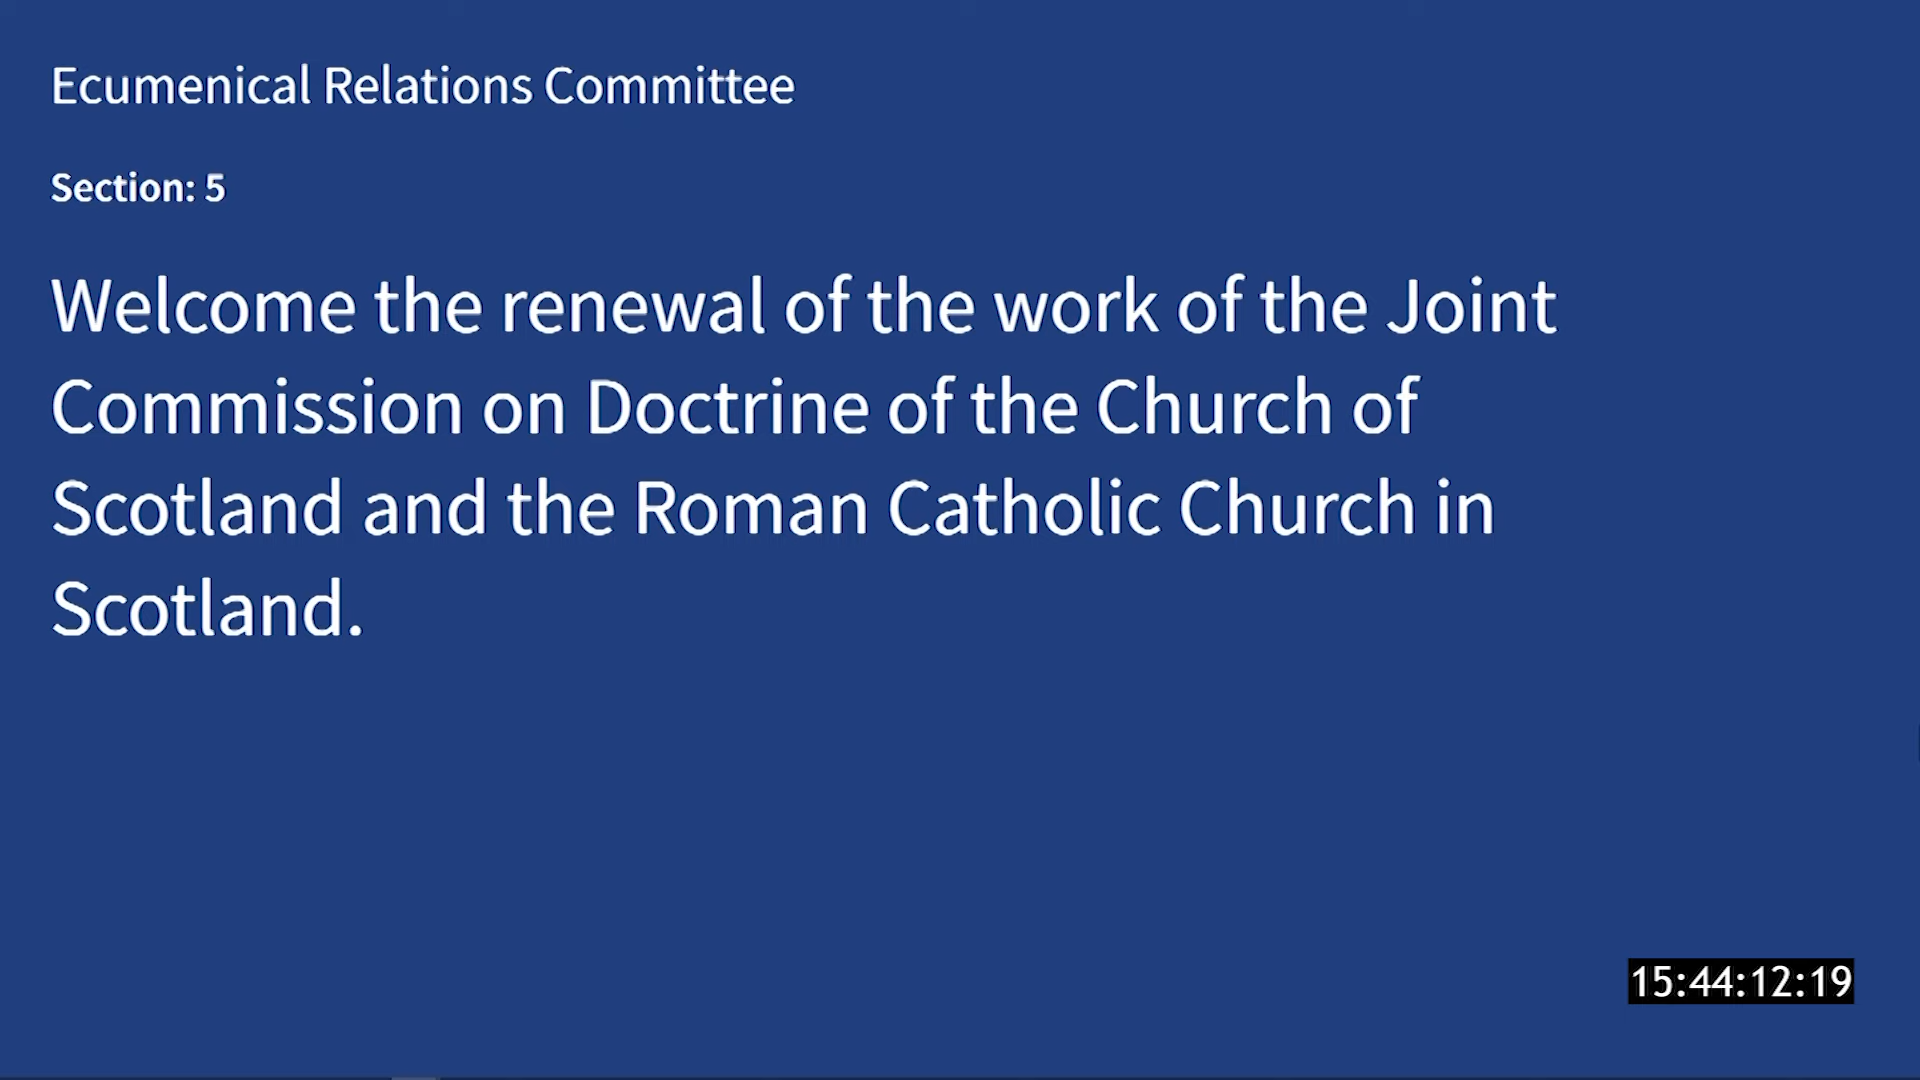 Ecumenical Relations Committee
Section: 5
Welcome the renewal of the work of the Joint
Commission on Doctrine of the Church of
Scotland and the Roman Catholic Church in
Scotland.
15:44:12:19